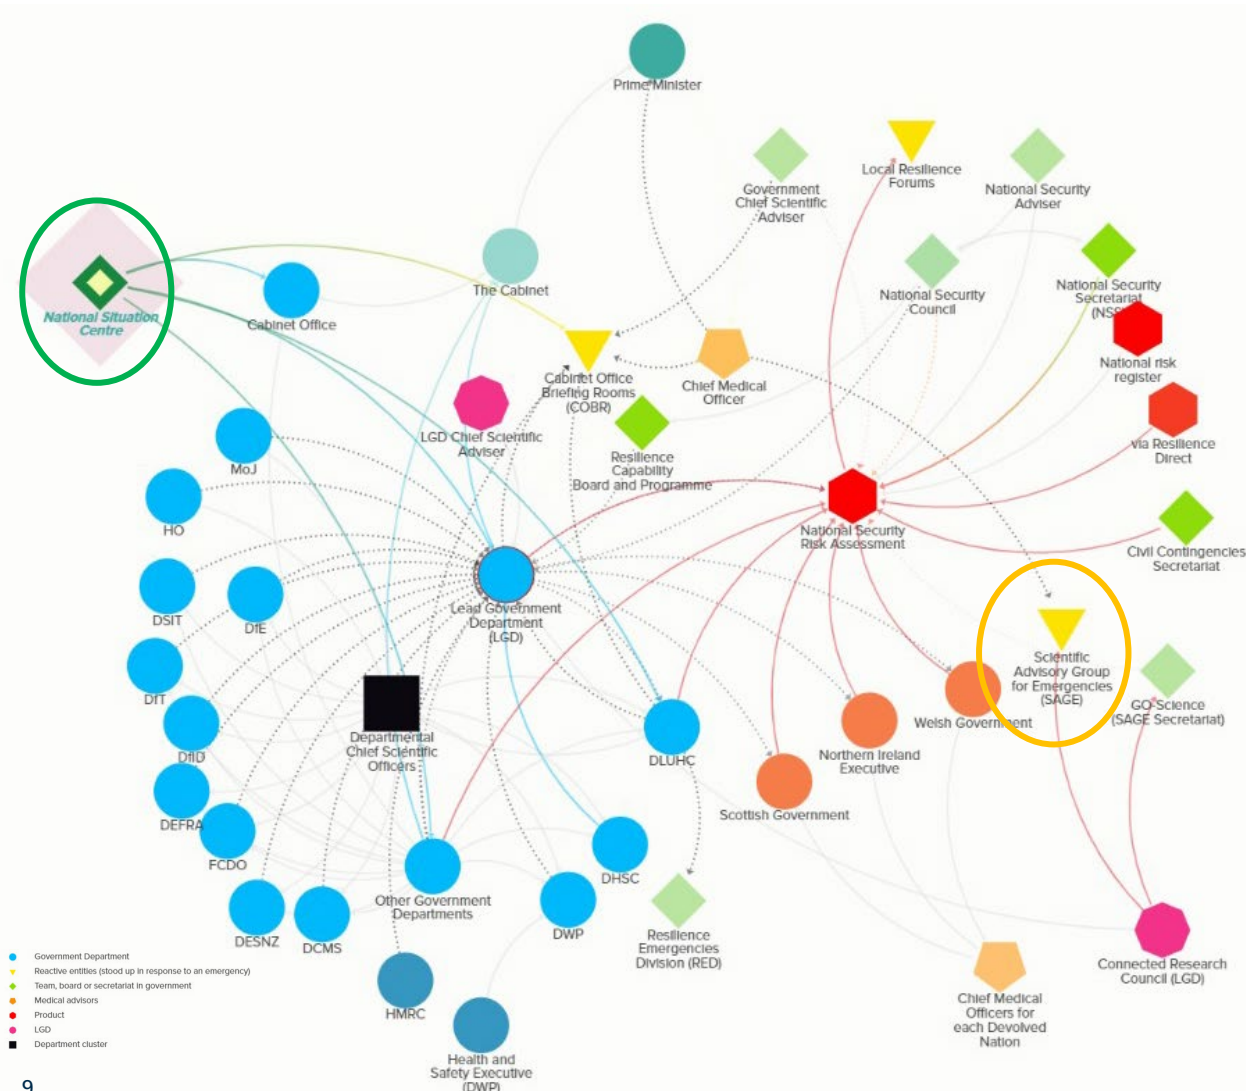 Prime Minister
Government
Chief Scientific
Adviser
Local Resilience
Forums
National Security
Adviser
National Situation
Centre
Cabinet Office
The Cabinet
National Security
Council
National Security
Secretariat
(NSS)
National risk
register
Cabinet Office
Briefing Rooms
(COBR)
Chief Medical
Officer
LGD Chief Scientific
Adviser
Resilience
Capability
Board and Programme
via Resilience
Direct
MoJ
HO
National Security
Risk Assessment
Civil Contingencies
Secretariat
DSIT
DfE
Lead Government
Department
(LGD)
DfT
DfID
Departmental
Chief Scientific
Officers
DLUHC
Scottish Government
Northern Ireland
Executive
Welsh Government
Scientific
Advisory Group
for Emergencies
(SAGE)
GO Science
(SAGE Secretariat)
DEFRA
FCDO
DESNZ
DCMS
Other Government
Departments
DHSC
DWP
Resilience
Emergencies
Division (RED)
HMRC
Health and
Safety Executive
(DWP)
Chief Medical
Officers for
each Devolved
Nation
Connected Research
Council (LGD)
Government Department
Reactive entities (stood up in response to an emergency)
Team, board or secretariat in government
Medical advisors
Product
LGD
Department cluster
9